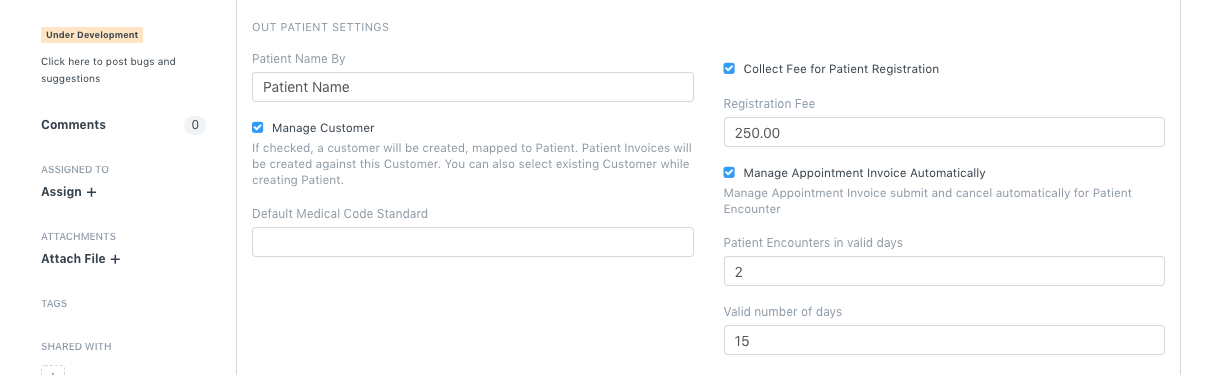 Under Development
Click here to post bugs and
suggestions
Comments 0
ASSIGNED TO
Assign +
ATTACHMENTS
Attach File +
TAGS
SHARED WITH
OUT PATIENT SETTINGS
Patient Name By
Patient Name
Manage Customer
If checked, a customer will be created, mapped to Patient. Patient Invoices will
be created against this Customer. You can also select existing Customer while
creating Patient.
Default Medical Code Standard
Collect Fee for Patient Registration
Registration Fee
250.00
Manage Appointment Invoice Automatically
Manage Appointment Invoice submit and cancel automatically for Patient
Encounter
Patient Encounters in valid days
2
Valid number of days
15